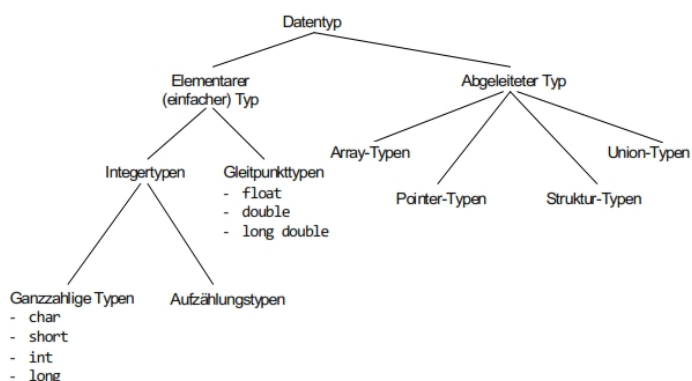 Datentyp
Elementarer
(einfacher) Typ
Abgeleiteter Typ
Array-Typen
Union-Typen
Integertypen
Gleitpunkttypen
- float
- double
- long double
Pointer-Typen
Struktur-Typen
Ganzzahlige Typen
- char
- short
- int
- long
Aufzählungstypen